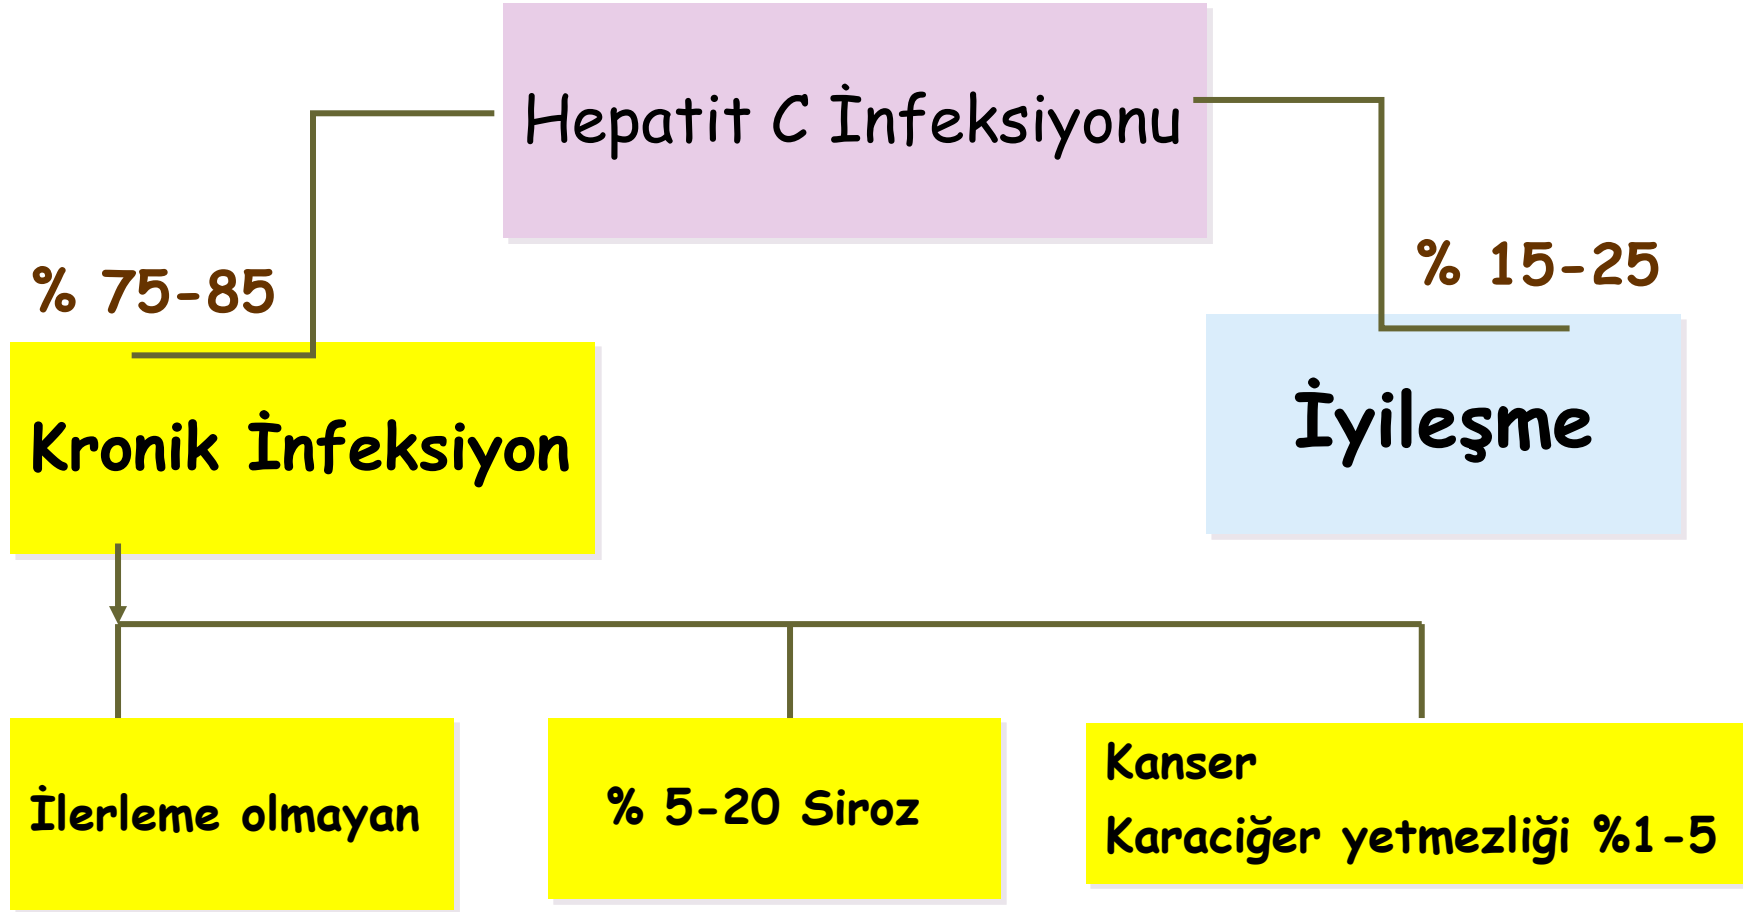 Hepatit C İnfeksiyonu
% 75-85
% 15-25
Kronik İnfeksiyon
İyileşme
İlerleme olmayan
% 5-20 Siroz
Kanser
Karaciğer yetmezliği %1-5